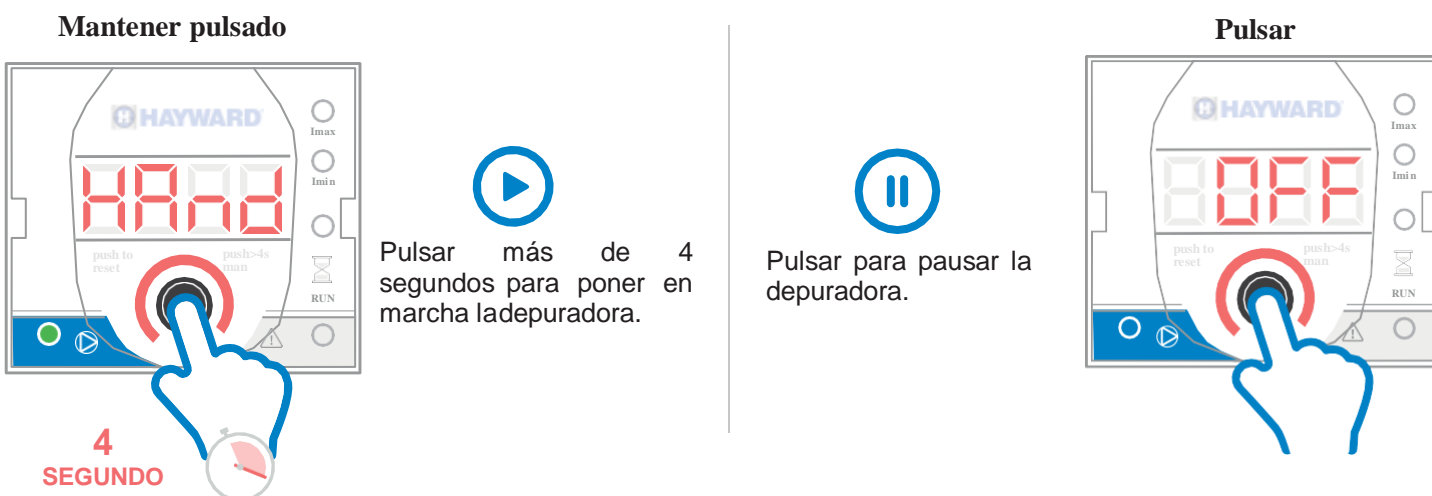 Mantener pulsado
HAYWARD
Imax
HAnd
Imin
push to
reset
push>4s
man
RUN
4
SEGUNDO
Pulsar más de 4
segundos para poner en
marcha ladepuradora.
Pulsar para pausar la
depuradora.
Pulsar
HAYWARD
Imax
OFF
Imin
push to
reset
push>4s
man
RUN